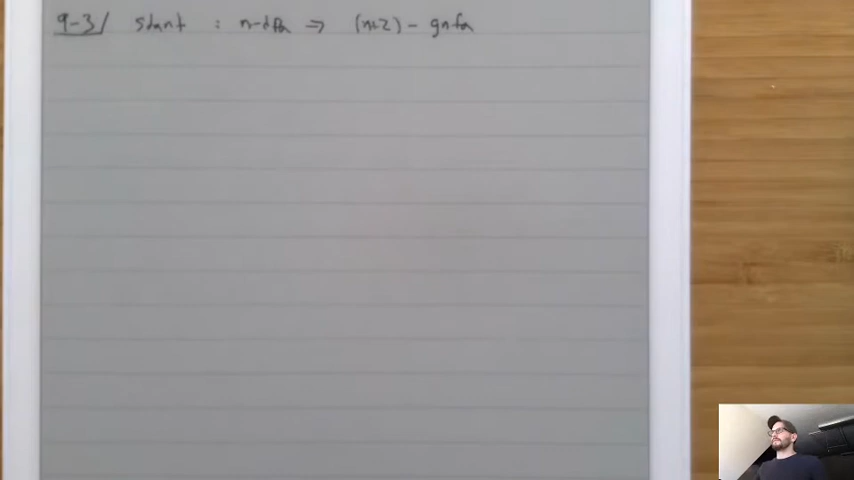 9-3/ start : n-dfa => (n+2) - gnfa